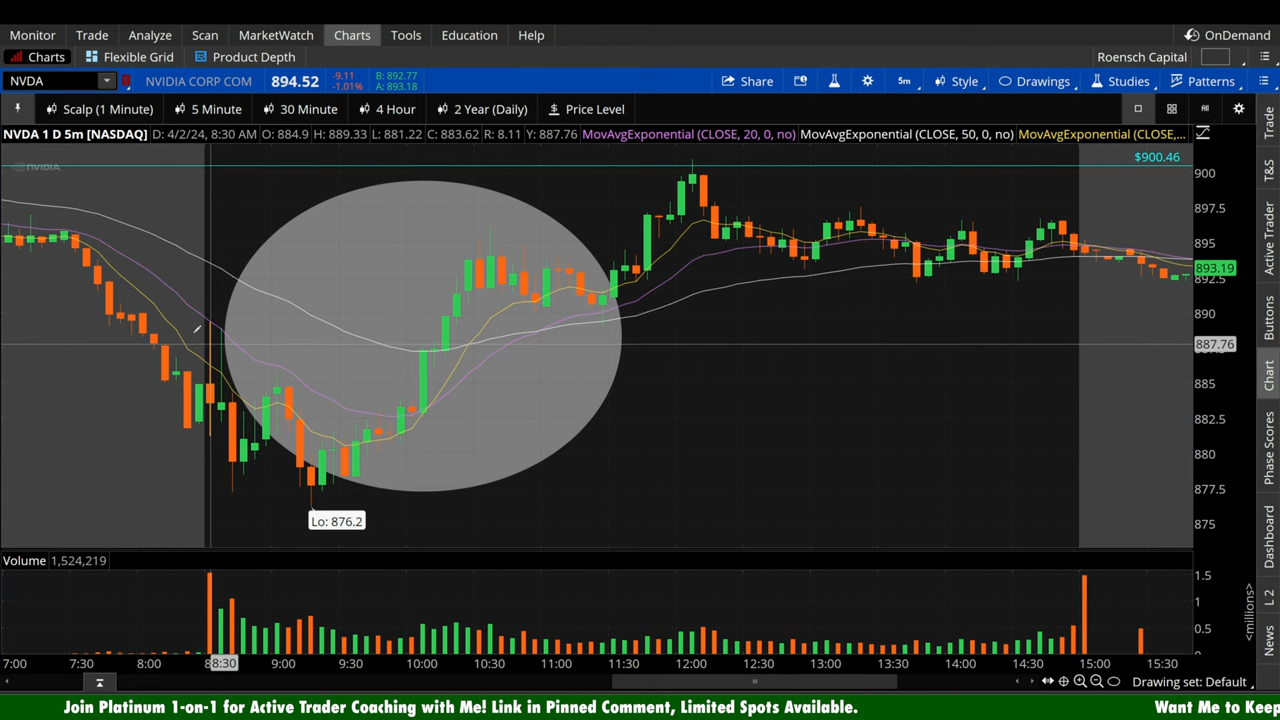 Monitor Trade Analyze Scan MarketWatch Charts Tools Education Help OnDemand
Charts Flexible Grid Product Depth Roensch Capital
NVDA NVIDIA CORP COM 894.52 -9.11 -1.01% B: 892.77 A: 893.18 Share 5m Style Drawings Studies Patterns
Scalp (1 Minute) 5 Minute 30 Minute 4 Hour 2 Year (Daily) Price Level
NVDA 1 D 5m [NASDAQ] D: 4/2/24, 8:30 AM O: 884.9 H: 889.33 L: 881.22 C: 883.62 R: 8.11 Y: 887.76 MovAvgExponential (CLOSE, 20, 0, no) MovAvgExponential (CLOSE, 50, 0, no) MovAvgExponential (CLOSE,...
$900.46
NVIDIA.
900
897.5
895
893.19
892.5
890
887.76
885
882.5
880
877.5
875
Lo: 876.2
Volume 1,524,219
1.5
1
0.5
0
<millions>
7:00 7:30 8:00 8:30 9:00 9:30 10:00 10:30 11:00 11:30 12:00 12:30 13:00 13:30 14:00 14:30 15:00 15:30
Drawing set: Default
Trade
T&S
Active Trader
Buttons
Chart
Phase Scores
Dashboard
L 2
News
Join Platinum 1-on-1 for Active Trader Coaching with Me! Link in Pinned Comment, Limited Spots Available. Want Me to Keep